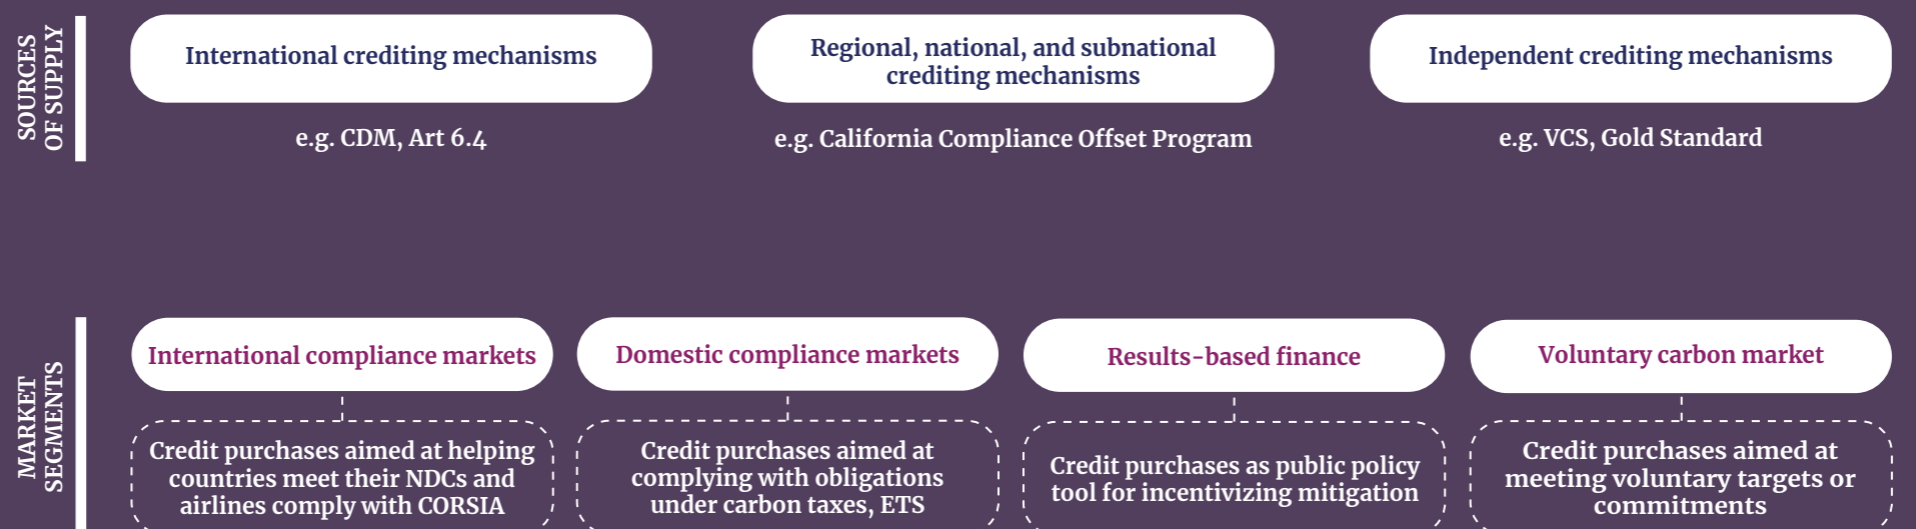 SOURCES
OF SUPPLY
International crediting mechanisms
e.g. CDM, Art 6.4
Regional, national, and subnational
crediting mechanisms
e.g. California Compliance Offset Program
Independent crediting mechanisms
e.g. VCS, Gold Standard
MARKET
SEGMENTS
International compliance markets
Credit purchases aimed at helping
countries meet their NDCs and
airlines comply with CORSIA
Domestic compliance markets
Credit purchases aimed at
complying with obligations
under carbon taxes, ETS
Results-based finance
Credit purchases as public policy
tool for incentivizing mitigation
Voluntary carbon market
Credit purchases aimed at
meeting voluntary targets or
commitments